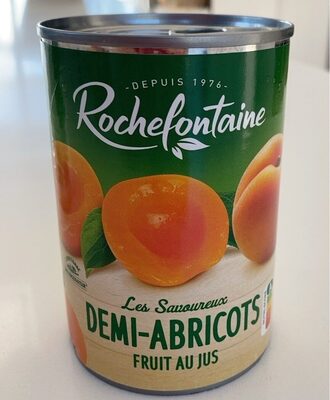 -DEPUIS 1976-
Rochefontaine
Les Savoureux
DEMI-ABRICOTS
FRUIT AU JUS